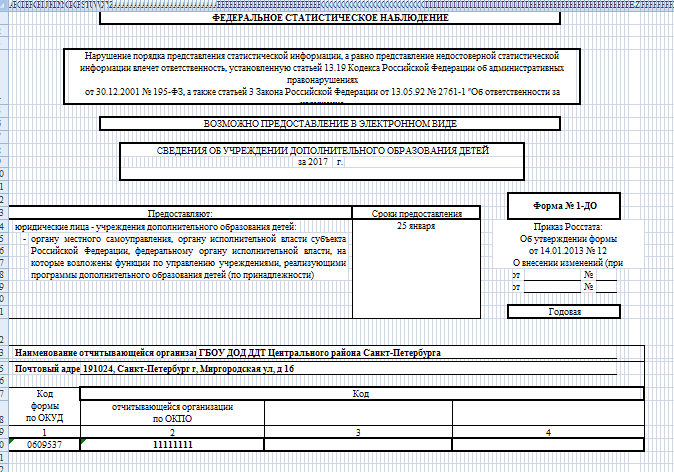 ФЕДЕРАЛЬНОЕ СТАТИСТИЧЕСКОЕ НАБЛЮДЕНИЕ
Нарушение порядка представления статистической информации, а равно представление недостоверной статистической
информации влечет ответственность, установленную статьей 13.19 Кодекса Российской Федерации об административных
правонарушениях
от 30.12.2001 № 195-ФЗ, а также статьей 3 Закона Российской Федерации от 13.05.92 № 2761-1 "Об ответственности за
ВОЗМОЖНО ПРЕДОСТАВЛЕНИЕ В ЭЛЕКТРОННОМ ВИДЕ
СВЕДЕНИЯ ОБ УЧРЕЖДЕНИИ ДОПОЛНИТЕЛЬНОГО ОБРАЗОВАНИЯ ДЕТЕЙ
за 2017 г.
Предоставляют:
Сроки предоставления
юридические лица - учреждения дополнительного образования детей:
- органу местного самоуправления, органу исполнительной власти субъекта
Российской Федерации, федеральному органу исполнительной власти, на
которые возложены функции по управлению учреждениями, реализующими
программы дополнительного образования детей (по принадлежности)
25 января
Форма № 1-ДО
Приказ Росстата:
Об утверждении формы
от 14.01.2013 № 12
О внесении изменений (при
от №
от №
Годовая
Наименование отчитывающейся организа ГБОУ ДОД ДДТ Центрального района Санкт-Петербурга
Почтовый адре 191024, Санкт-Петербург г, Миргородская ул, д 16
Код
формы
по ОКУД
Код
отчитывающейся организации
по ОКПО
1 2 3 4
0609537 11111111